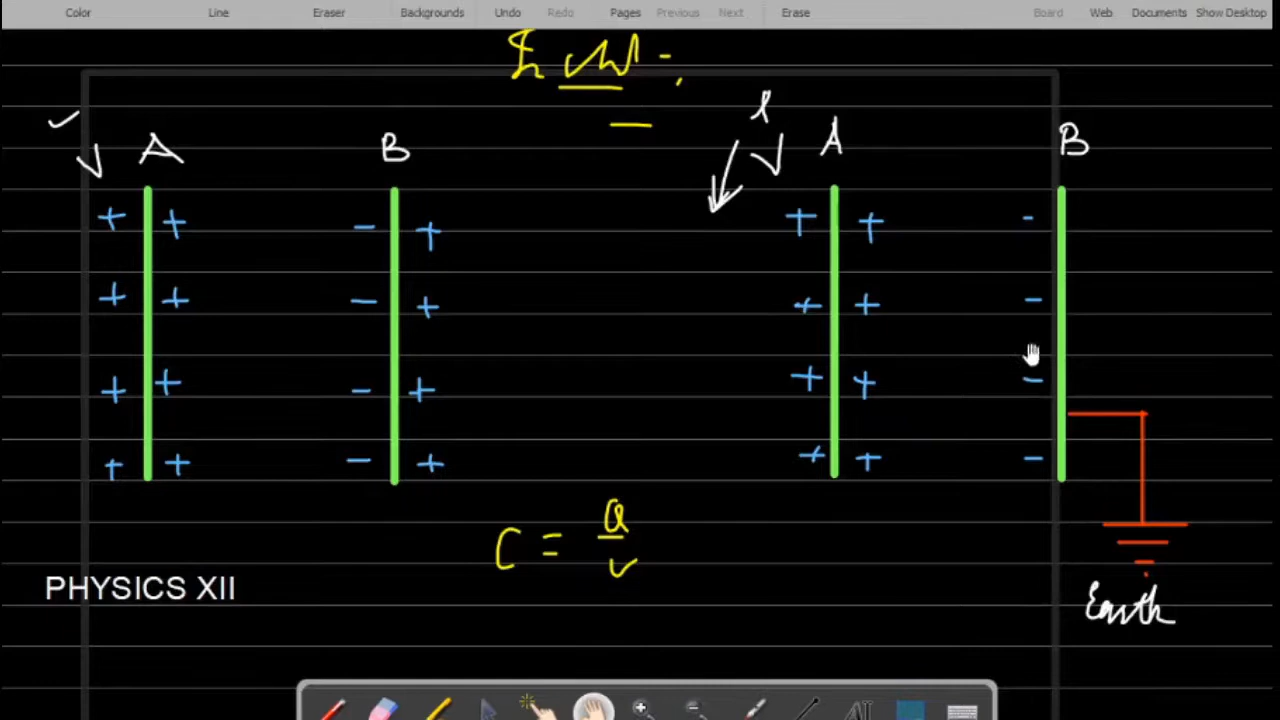 Color Line Eraser Backgrounds Undo Redo Pages Previous Next Erase Board Web Documents Show Desktop
A B A B
+ + - + + + -
+ + - + + + -
+ + - + + + -
+ + - + + + -
C = Q/V
PHYSICS XII
Earth